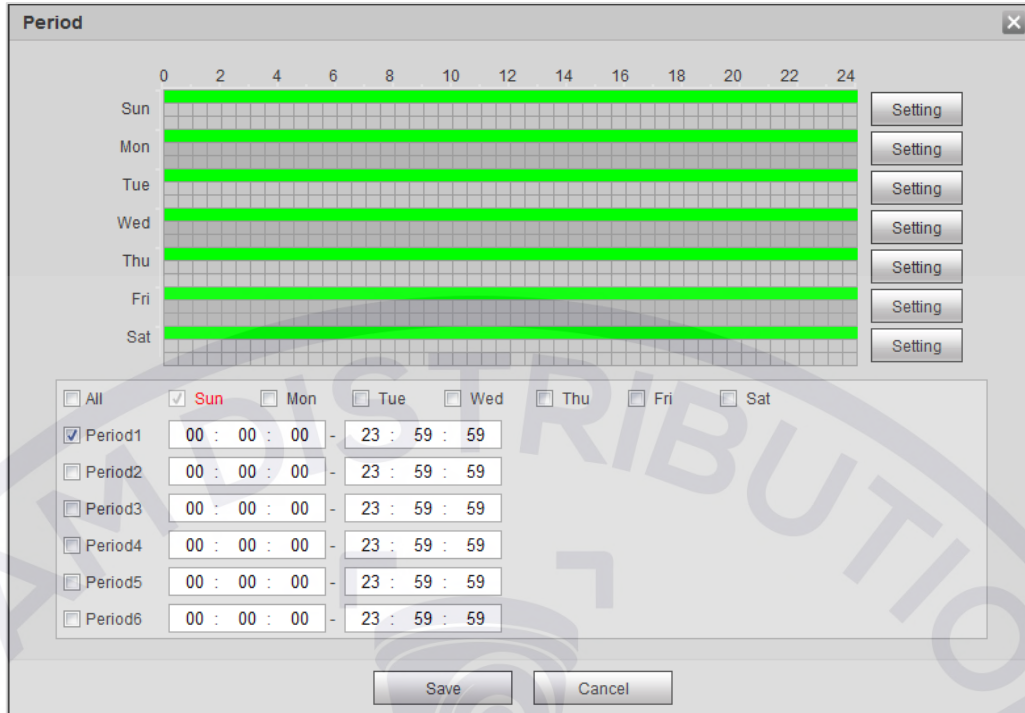 Period
0 2 4 6 8 10 12 14 16 18 20 22 24
Sun Setting
Mon Setting
Tue Setting
Wed Setting
Thu Setting
Fri Setting
Sat Setting
All Sun Mon Tue Wed Thu Fri Sat
Period1 00 : 00 : 00 - 23 : 59 : 59
Period2 00 : 00 : 00 - 23 : 59 : 59
Period3 00 : 00 : 00 - 23 : 59 : 59
Period4 00 : 00 : 00 - 23 : 59 : 59
Period5 00 : 00 : 00 - 23 : 59 : 59
Period6 00 : 00 : 00 - 23 : 59 : 59
Save Cancel
AM DISTRIBUTIO